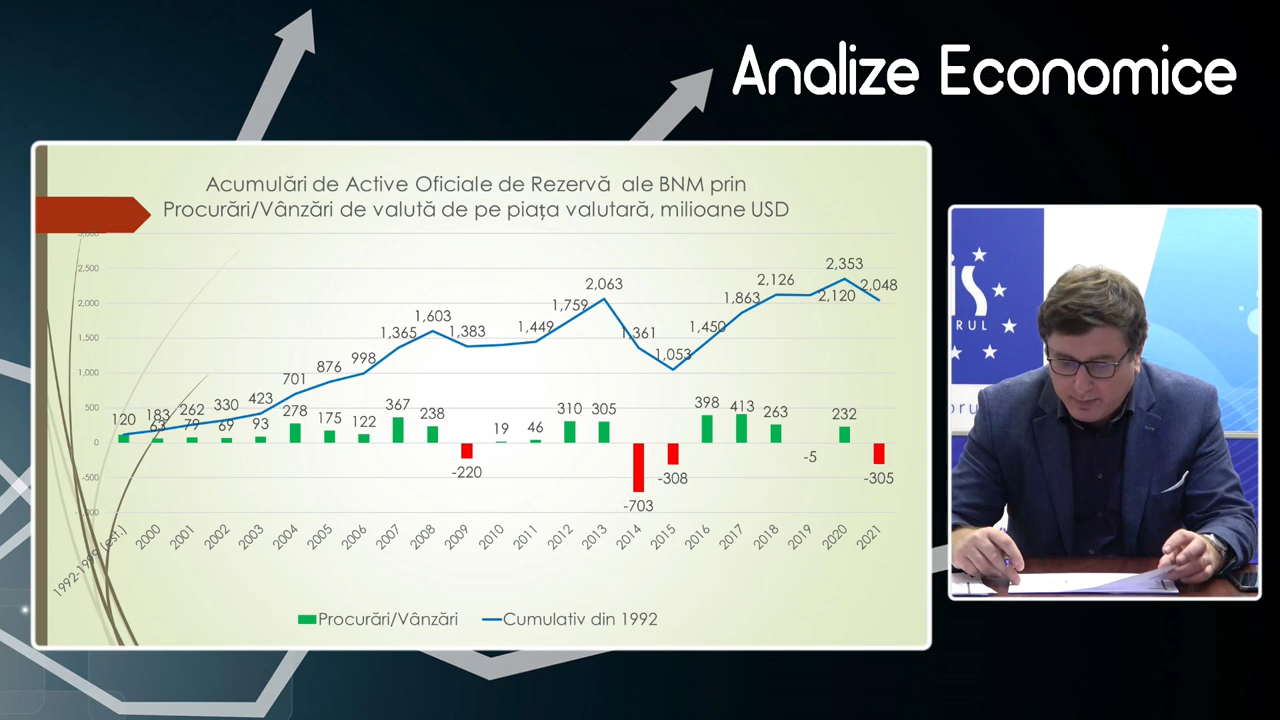 Analize Economice
Acumulări de Active Oficiale de Rezervă ale BNM prin
Procurări/Vânzări de valută de pe piața valutară, milioane USD
3,000
2,500
2,000
1,500
1,000
500
0
-500
120 183 262 330 423 701 876 998 1,365 1,603 1,383 1,449 1,759 2,063 1,361 1,053 1,450 1,863 2,126 2,120 2,353 2,048
63 79 69 93 278 175 122 367 238 -220 19 46 310 305 -703 -308 398 413 263 -5 232 -305
2000 2001 2002 2003 2004 2005 2006 2007 2008 2009 2010 2011 2012 2013 2014 2015 2016 2017 2018 2019 2020 2021
Procurări/Vânzări Cumulativ din 1992
IS
RUL